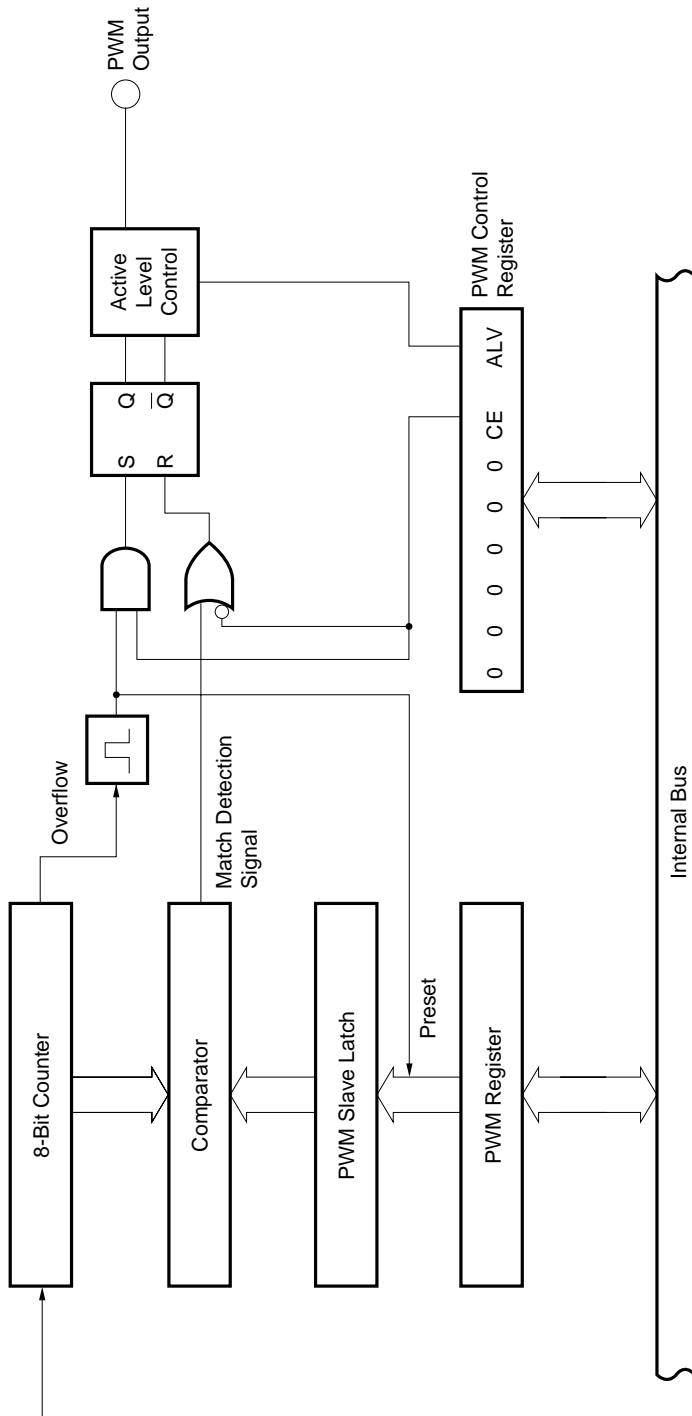 8-Bit Counter
Overflow
Comparator
Match Detection
Signal
PWM Slave Latch
Preset
PWM Register
S
R
Q
Q
Active
Level
Control
PWM
Output
0 0 0 0 0 0 CE ALV
PWM Control
Register
Internal Bus